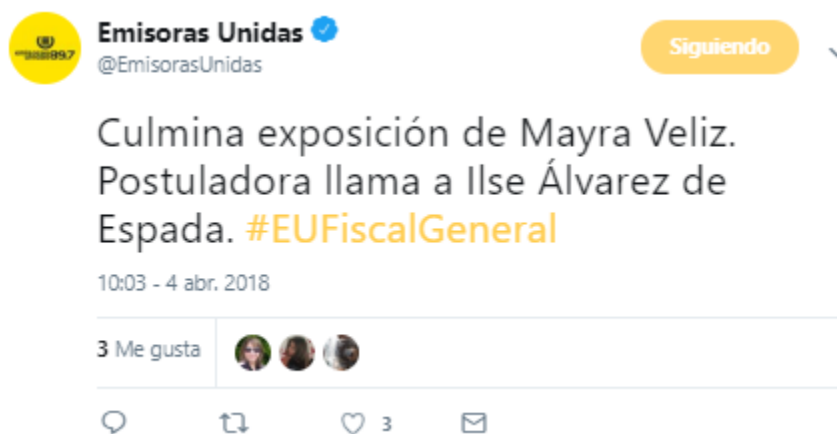 Emisoras Unidas
@EmisorasUnidas
Siguiendo
Culmina exposición de Mayra Veliz.
Postuladora llama a Ilse Álvarez de
Espada. #EUFiscalGeneral
10:03 - 4 abr. 2018
3 Me gusta
3